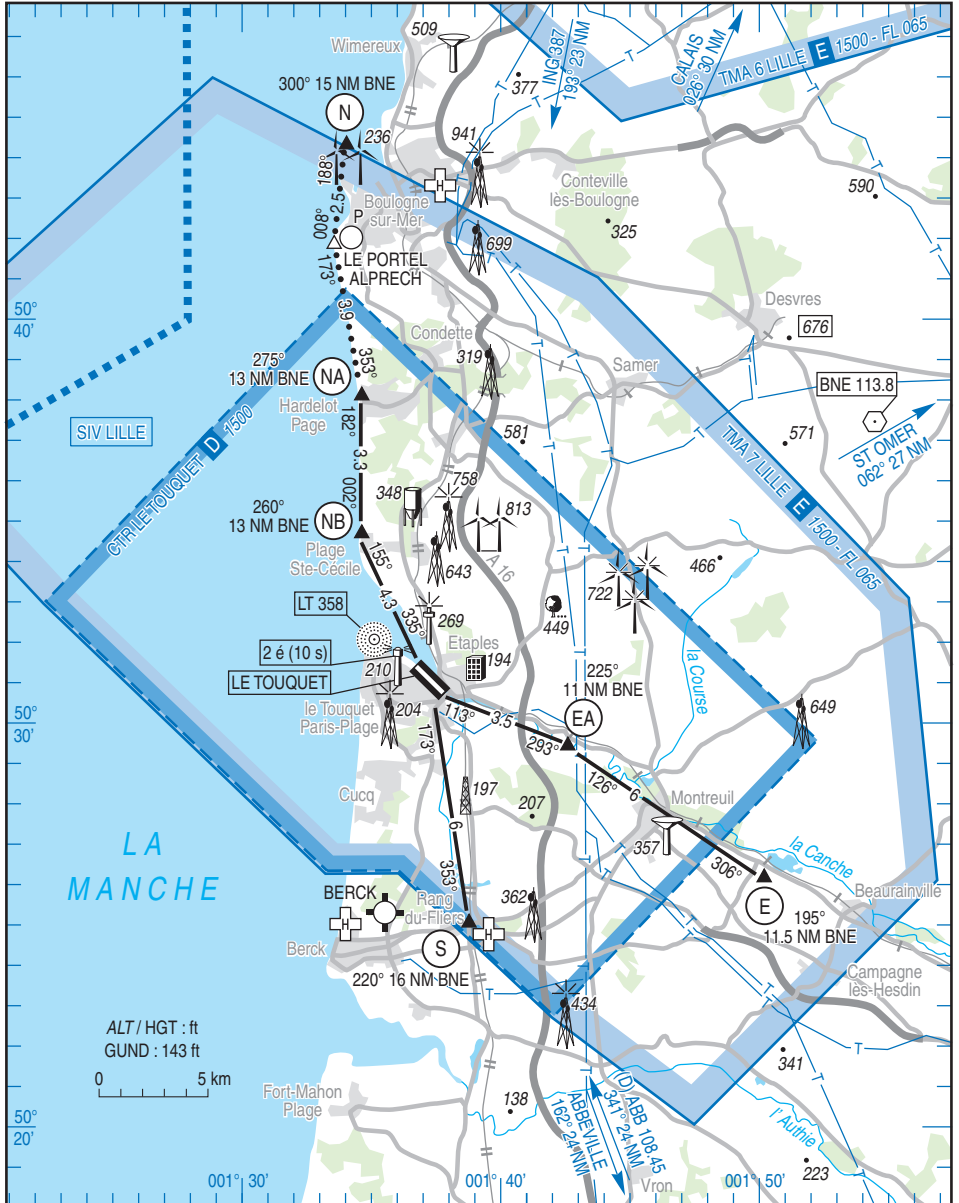 509
Wimereux
300° 15 NM BNE
N
236
377
ING 387
193° 23 NM
CALAIS
026° 30 NM
TMA 6 LILLE E 1500 - FL 065
941
188°
2.5
008°
P
Boulogne
sur-Mer
H
Conteville
lès-Boulogne
590
325
699
LE PORTEL
ALPRECH
173°
3.9
353°
50°
40'
Desvres
676
Condette
319
Samer
275°
13 NM BNE
NA
Hardelot
Page
BNE 113.8
571
ST OMER
062° 27 NM
SIV LILLE
CTR LE TOUQUET D 1500
182°
3.3
002°
581
TMA 7 LILLE E 1500 - FL 065
348
758
813
260°
13 NM BNE
NB
Plage
Ste-Cécile
643
A 16
466
722
155°
4.3
335°
LT 358
269
449
2 é (10 s)
Etaples
194
210
LE TOUQUET
225°
11 NM BNE
la Course
204
le Touquet
Paris-Plage
113°
3.5
293°
EA
649
50°
30'
173°
6
353°
126°
6
306°
Cucq
197
207
Montreuil
357
la Canche
LA
MANCHE
BERCK
H
Rang
du-Fliers
362
E
195°
11.5 NM BNE
Beaurainville
Berck
S
H
220° 16 NM BNE
Campagne
lès-Hesdin
434
ALT / HGT : ft
GUND : 143 ft
0 5 km
341
Fort-Mahon
Plage
138
(D) ABB 108.45
341° 24 NM
ABBEVILLE
162° 24 NM
l'Authie
50°
20'
223
001° 30'
001° 40'
001° 50'
Vron
T T T T T T T T T T T T T T